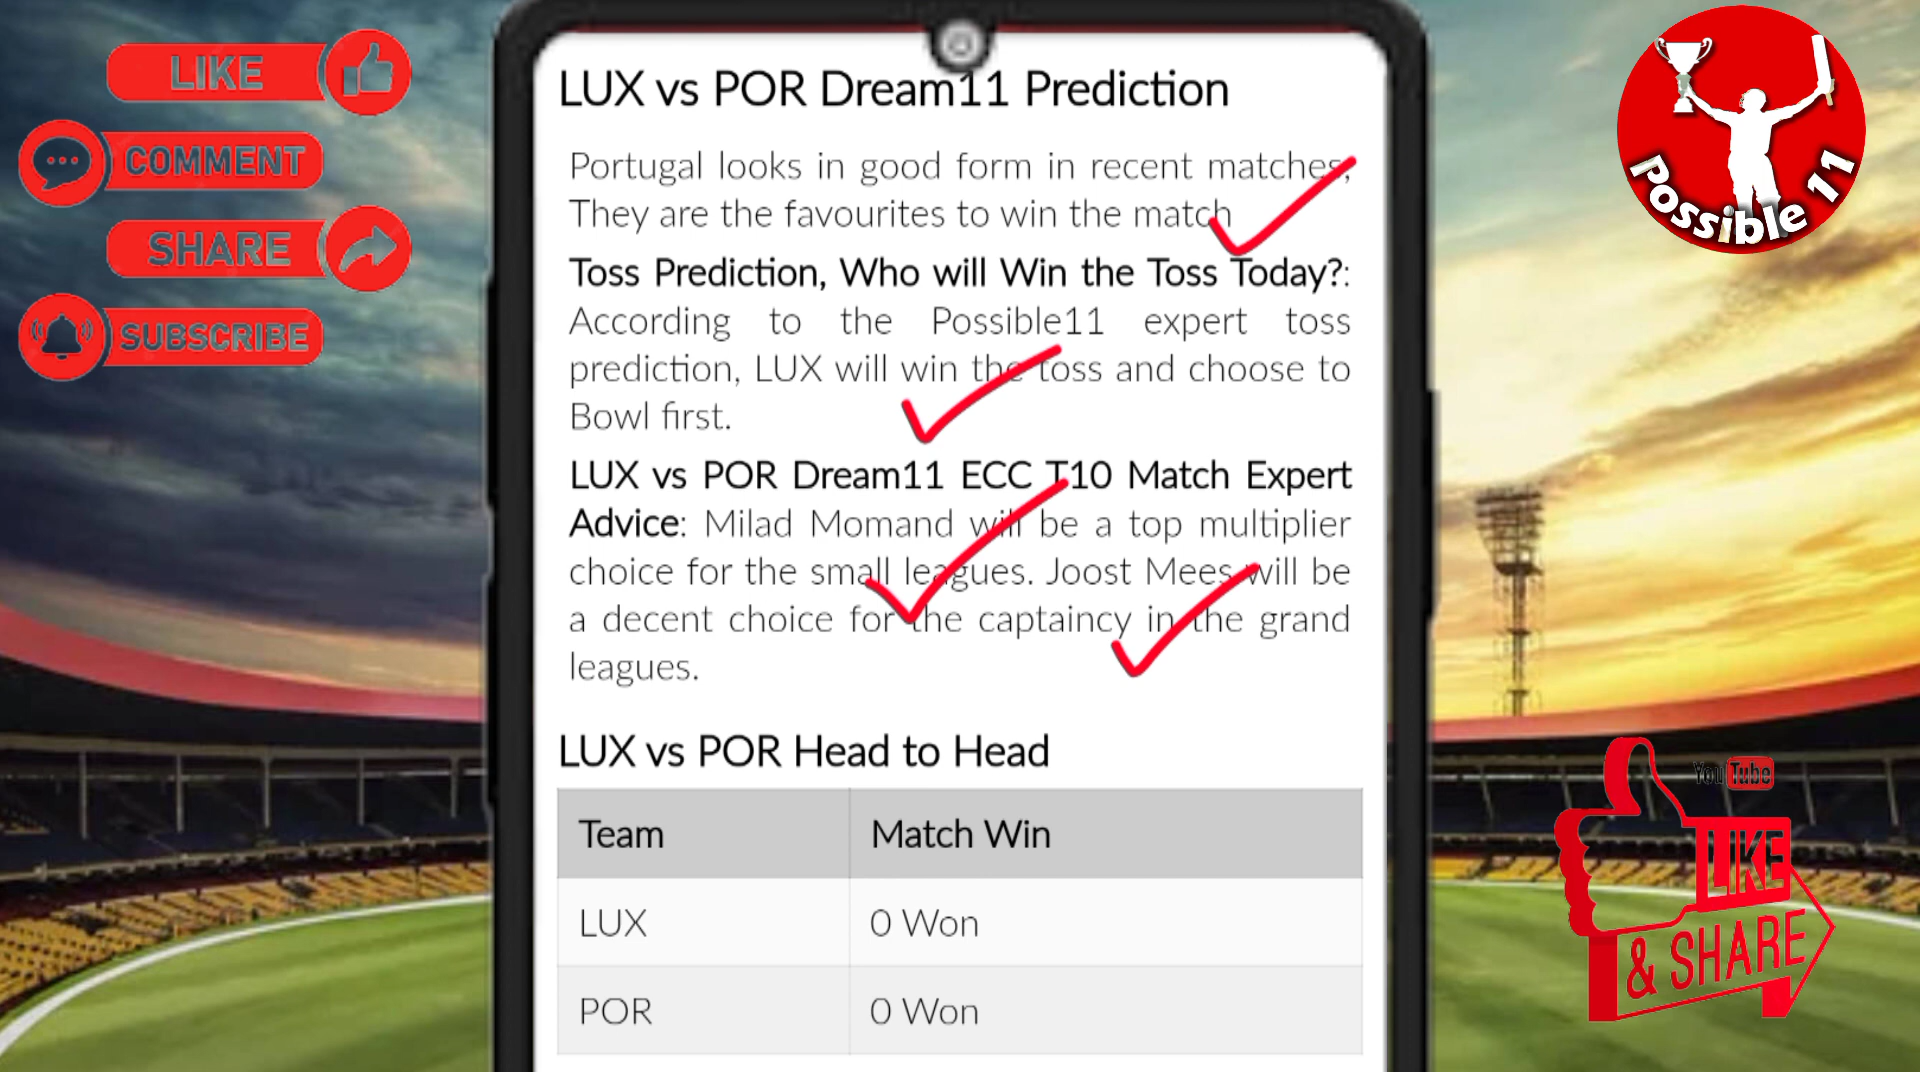 LIKE
COMMENT
SHARE
SUBSCRIBE
LUX vs POR Dream11 Prediction
Portugal looks in good form in recent matches,
They are the favourites to win the match
Toss Prediction, Who will Win the Toss Today?:
According to the Possible11 expert toss
prediction, LUX will win the toss and choose to
Bowl first.
LUX vs POR Dream11 ECC T10 Match Expert
Advice: Milad Momand will be a top multiplier
choice for the small leagues. Joost Mees will be
a decent choice for the captaincy in the grand
leagues.
LUX vs POR Head to Head
Team Match Win
LUX 0 Won
POR 0 Won
Possible 11
YouTube
LIKE
& SHARE